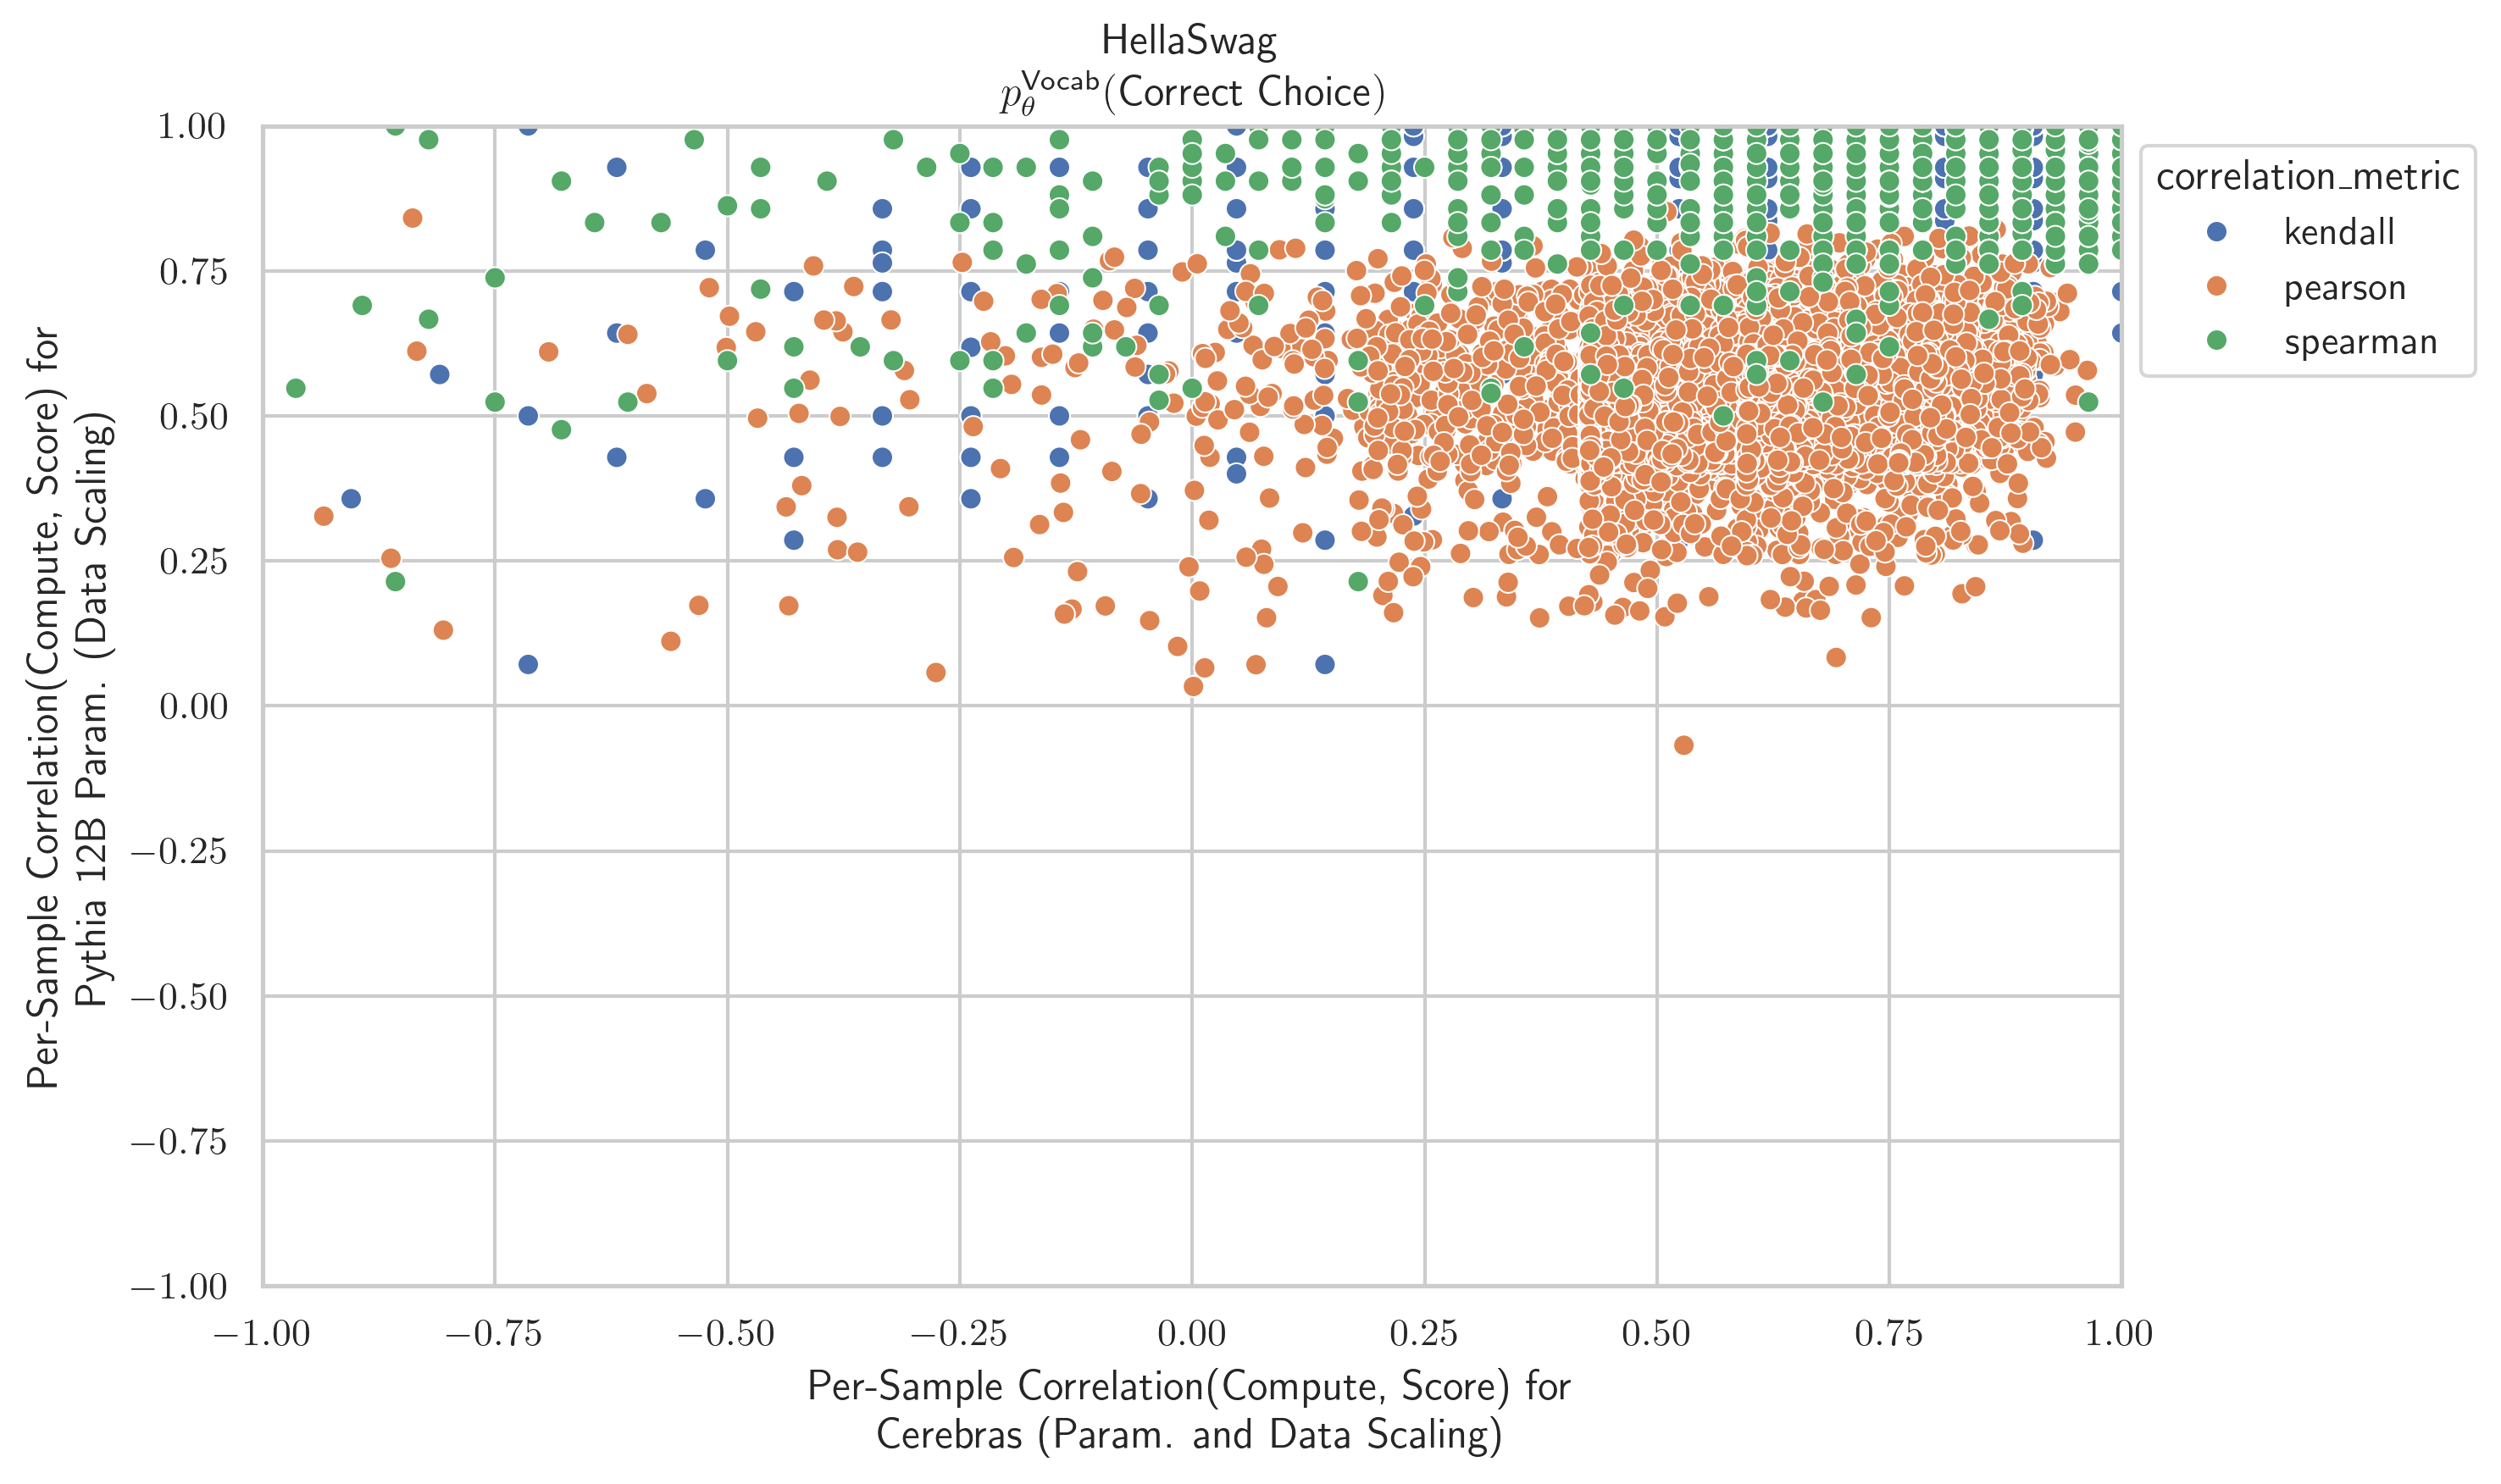 HellaSwag
p_θ^Vocab(Correct Choice)
1.00
0.75
0.50
0.25
0.00
−0.25
−0.50
−0.75
−1.00
Per-Sample Correlation(Compute, Score) for
Pythia 12B Param. (Data Scaling)
−1.00 −0.75 −0.50 −0.25 0.00 0.25 0.50 0.75 1.00
Per-Sample Correlation(Compute, Score) for
Cerebras (Param. and Data Scaling)
correlation_metric
kendall
pearson
spearman